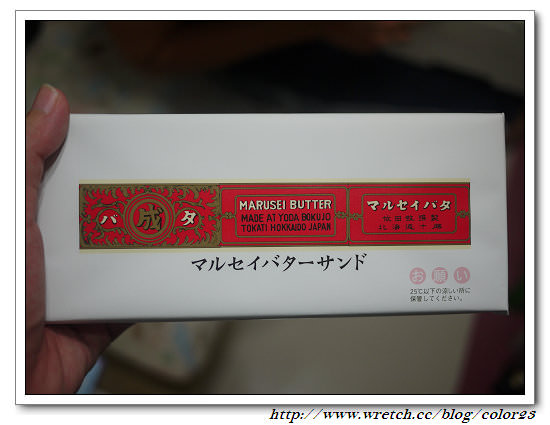 バ 成 タ
MARUSEI BUTTER
MADE AT YODA BOKUJO
TOKATI HOKKAIDO JAPAN
マルセイバタ
依田牧場製
北海道十勝
マルセイバターサンド
お願い
25℃以下の涼しい所に
保管してください。
http://www.wretch.cc/blog/color23